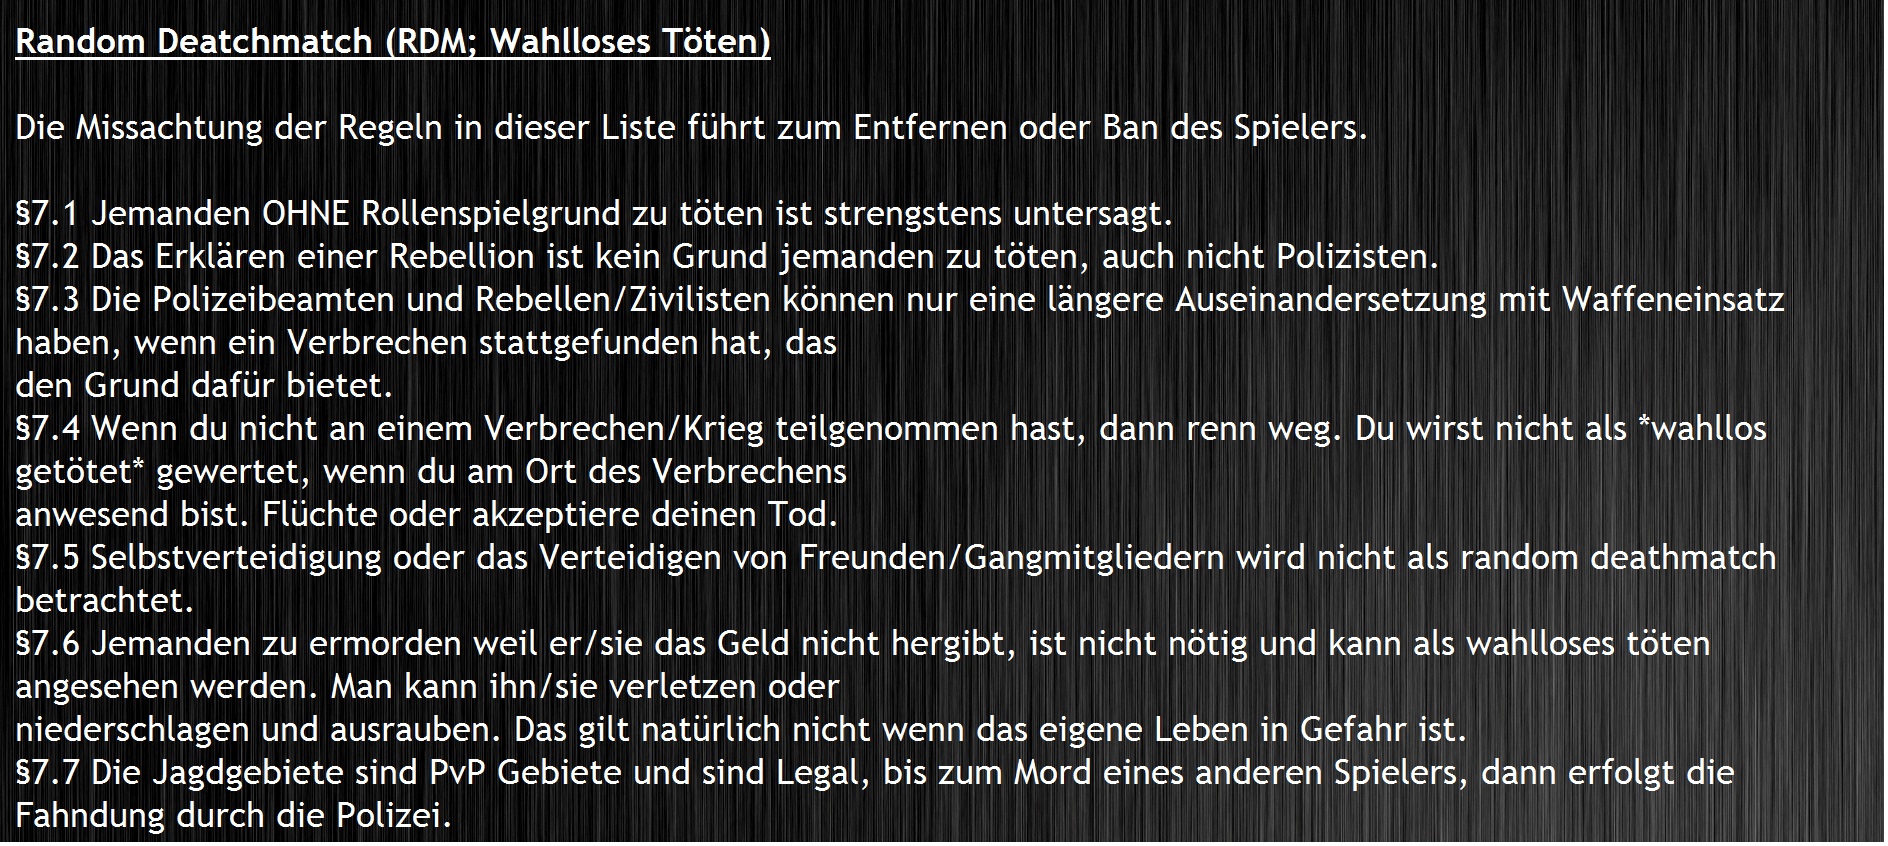 Random Deatchmatch (RDM; Wahlloses Töten)
Die Missachtung der Regeln in dieser Liste führt zum Entfernen oder Ban des Spielers.
§7.1 Jemanden OHNE Rollenspielgrund zu töten ist strengstens untersagt.
§7.2 Das Erklären einer Rebellion ist kein Grund jemanden zu töten, auch nicht Polizisten.
§7.3 Die Polizeibeamten und Rebellen/Zivilisten können nur eine längere Auseinandersetzung mit Waffeneinsatz
haben, wenn ein Verbrechen stattgefunden hat, das
den Grund dafür bietet.
§7.4 Wenn du nicht an einem Verbrechen/Krieg teilgenommen hast, dann renn weg. Du wirst nicht als *wahllos
getötet* gewertet, wenn du am Ort des Verbrechens
anwesend bist. Flüchte oder akzeptiere deinen Tod.
§7.5 Selbstverteidigung oder das Verteidigen von Freunden/Gangmitgliedern wird nicht als random deathmatch
betrachtet.
§7.6 Jemanden zu ermorden weil er/sie das Geld nicht hergibt, ist nicht nötig und kann als wahlloses töten
angesehen werden. Man kann ihn/sie verletzen oder
niederschlagen und ausrauben. Das gilt natürlich nicht wenn das eigene Leben in Gefahr ist.
§7.7 Die Jagdgebiete sind PvP Gebiete und sind Legal, bis zum Mord eines anderen Spielers, dann erfolgt die
Fahndung durch die Polizei.